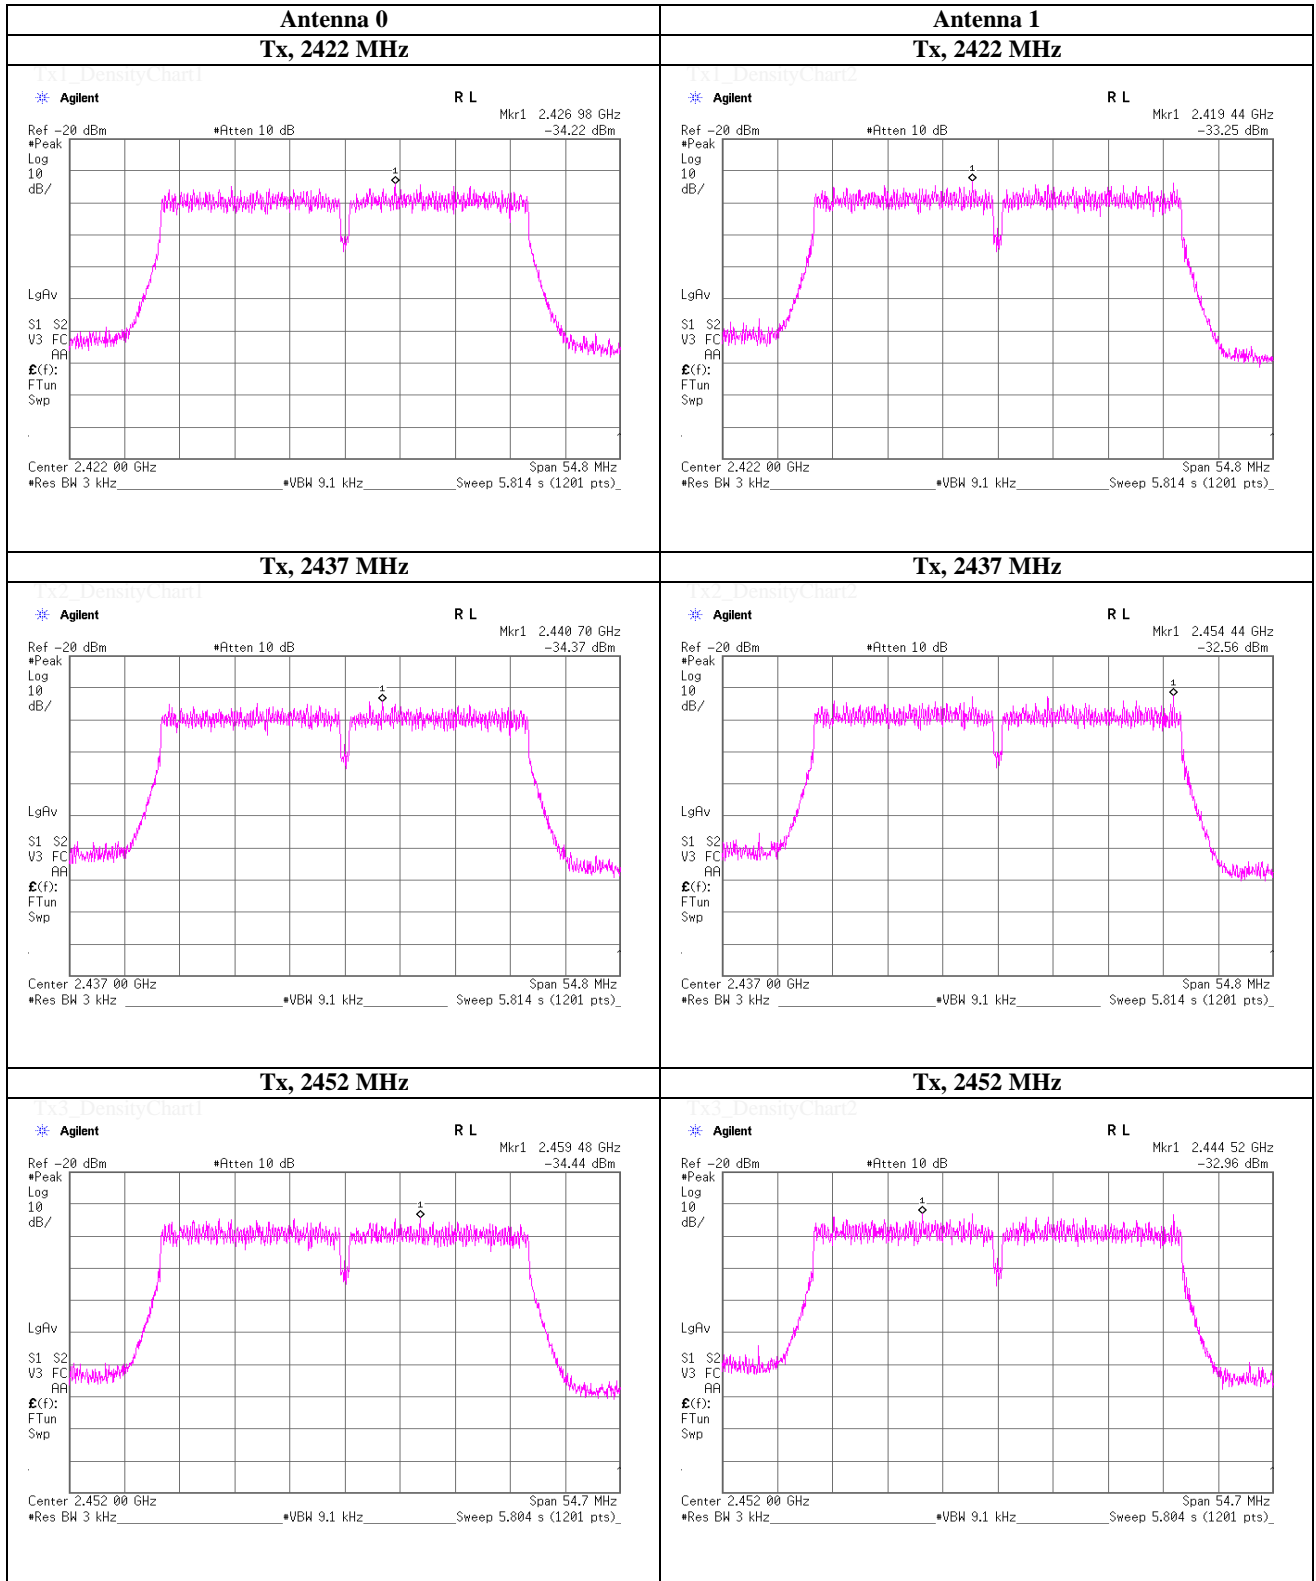 Antenna 0
Antenna 1
Tx, 2422 MHz
Tx, 2422 MHz
Tx1_DensityChart1
Agilent
R L
Mkr1 2.426 98 GHz
Ref -20 dBm
#Atten 10 dB
-34.22 dBm
#Peak
Log
10
dB/
1
LgAv
S1 S2
V3 FC
AA
£(f):
FTun
Swp
Center 2.422 00 GHz
Span 54.8 MHz
#Res BW 3 kHz
#VBW 9.1 kHz
Sweep 5.814 s (1201 pts)
Tx1_DensityChart2
Agilent
R L
Mkr1 2.419 44 GHz
Ref -20 dBm
#Atten 10 dB
-33.25 dBm
#Peak
Log
10
dB/
1
LgAv
S1 S2
V3 FC
AA
£(f):
FTun
Swp
Center 2.422 00 GHz
Span 54.8 MHz
#Res BW 3 kHz
#VBW 9.1 kHz
Sweep 5.814 s (1201 pts)
Tx, 2437 MHz
Tx, 2437 MHz
Tx2_DensityChart1
Agilent
R L
Mkr1 2.440 70 GHz
Ref -20 dBm
#Atten 10 dB
-34.37 dBm
#Peak
Log
10
dB/
1
LgAv
S1 S2
V3 FC
AA
£(f):
FTun
Swp
Center 2.437 00 GHz
Span 54.8 MHz
#Res BW 3 kHz
#VBW 9.1 kHz
Sweep 5.814 s (1201 pts)
Tx2_DensityChart2
Agilent
R L
Mkr1 2.454 44 GHz
Ref -20 dBm
#Atten 10 dB
-32.56 dBm
#Peak
Log
10
dB/
1
LgAv
S1 S2
V3 FC
AA
£(f):
FTun
Swp
Center 2.437 00 GHz
Span 54.8 MHz
#Res BW 3 kHz
#VBW 9.1 kHz
Sweep 5.814 s (1201 pts)
Tx, 2452 MHz
Tx, 2452 MHz
Tx3_DensityChart1
Agilent
R L
Mkr1 2.459 48 GHz
Ref -20 dBm
#Atten 10 dB
-34.44 dBm
#Peak
Log
10
dB/
1
LgAv
S1 S2
V3 FC
AA
£(f):
FTun
Swp
Center 2.452 00 GHz
Span 54.7 MHz
#Res BW 3 kHz
#VBW 9.1 kHz
Sweep 5.804 s (1201 pts)
Tx3_DensityChart2
Agilent
R L
Mkr1 2.444 52 GHz
Ref -20 dBm
#Atten 10 dB
-32.96 dBm
#Peak
Log
10
dB/
1
LgAv
S1 S2
V3 FC
AA
£(f):
FTun
Swp
Center 2.452 00 GHz
Span 54.7 MHz
#Res BW 3 kHz
#VBW 9.1 kHz
Sweep 5.804 s (1201 pts)